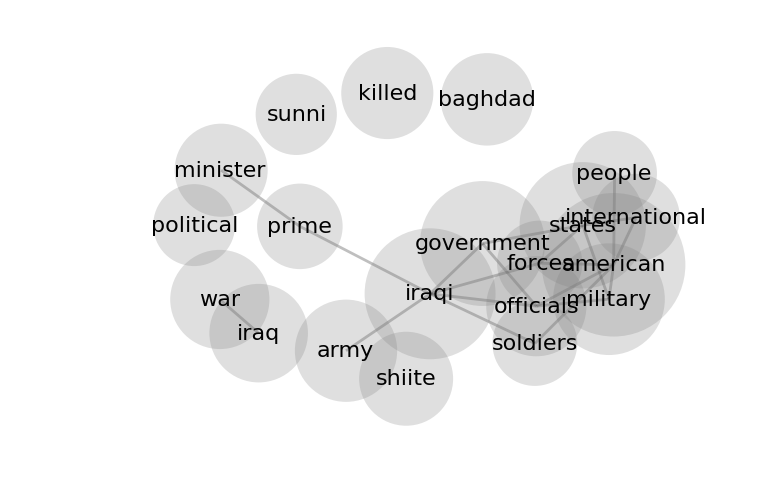 killed
baghdad
sunni
minister
people
political
prime
international
states
government
forces
american
iraqi
war
officials
military
iraq
soldiers
army
shiite